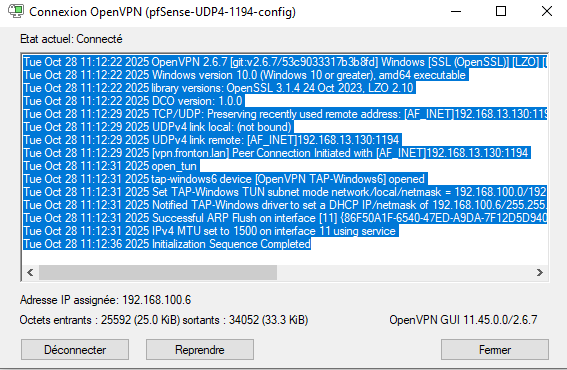 Connexion OpenVPN (pfSense-UDP4-1194-config)
Etat actuel: Connecté
Tue Oct 28 11:12:22 2025 OpenVPN 2.6.7 [git:v2.6.7/53c9033317b3b8fd] Windows [SSL (OpenSSL)] [LZO] [
Tue Oct 28 11:12:22 2025 Windows version 10.0 (Windows 10 or greater), amd64 executable
Tue Oct 28 11:12:22 2025 library versions: OpenSSL 3.1.4 24 Oct 2023, LZO 2.10
Tue Oct 28 11:12:22 2025 DCO version: 1.0.0
Tue Oct 28 11:12:29 2025 TCP/UDP: Preserving recently used remote address: [AF_INET]192.168.13.130:119
Tue Oct 28 11:12:29 2025 UDPv4 link local: (not bound)
Tue Oct 28 11:12:29 2025 UDPv4 link remote: [AF_INET]192.168.13.130:1194
Tue Oct 28 11:12:29 2025 [vpn.fronton.lan] Peer Connection Initiated with [AF_INET]192.168.13.130:1194
Tue Oct 28 11:12:31 2025 open_tun
Tue Oct 28 11:12:31 2025 tap-windows6 device [OpenVPN TAP-Windows6] opened
Tue Oct 28 11:12:31 2025 Set TAP-Windows TUN subnet mode network/local/netmask = 192.168.100.0/192
Tue Oct 28 11:12:31 2025 Notified TAP-Windows driver to set a DHCP IP/netmask of 192.168.100.6/255.255.
Tue Oct 28 11:12:31 2025 Successful ARP Flush on interface [11] {86F50A1F-6540-47ED-A9DA-7F12D5D940
Tue Oct 28 11:12:31 2025 IPv4 MTU set to 1500 on interface 11 using service
Tue Oct 28 11:12:36 2025 Initialization Sequence Completed
Adresse IP assignée: 192.168.100.6
Octets entrants : 25592 (25.0 KiB) sortants : 34052 (33.3 KiB) OpenVPN GUI 11.45.0.0/2.6.7
Déconnecter Reprendre Fermer